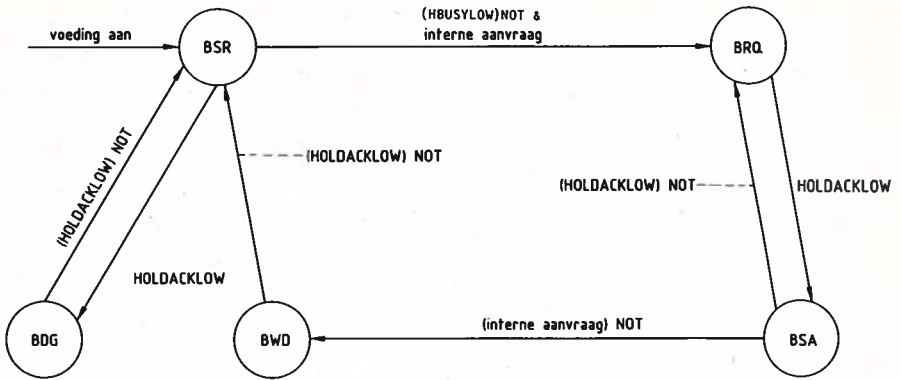 (HBUSYLOW)NOT &
voeding aan
BSR
interne aanvraag
BRQ
(HOLDACKLOW) NOT
(HOLDACKLOW) NOT
(HOLDACKLOW) NOT
HOLDACKLOW
HOLDACKLOW
(interne aanvraag) NOT
BDG
BWD
BSA